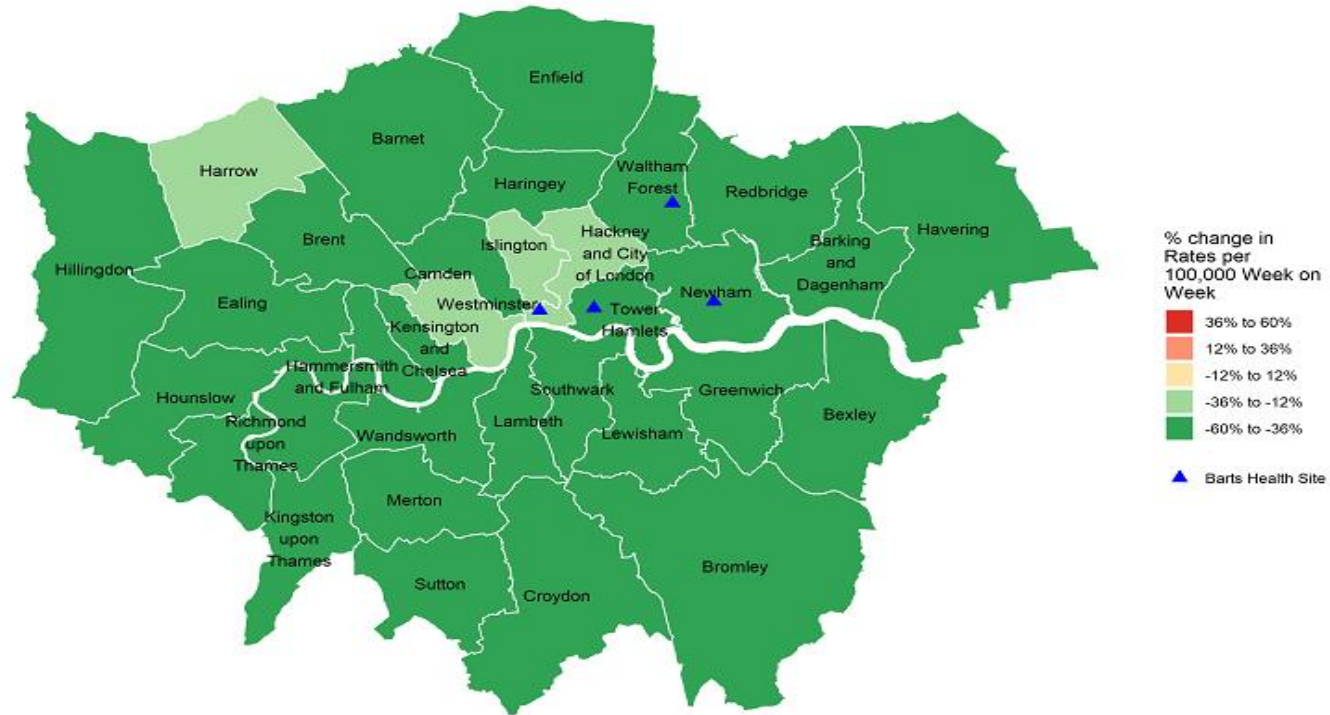 Enfield
Barnet
Harrow
Haringey
Waltham
Forest
Redbridge
Havering
Hillingdon
Brent
Islington
Hackney
and City
of London
Barking
and
Dagenham
Ealing
Camden
Westminster
Newham
Tower
Hamlets
Kensington
and
Chelsea
Hounslow
Hammersmith
and Fulham
Southwark
Greenwich
Bexley
Richmond
upon
Thames
Wandsworth
Lambeth
Lewisham
Merton
Kingston
upon
Thames
Sutton
Croydon
Bromley
% change in
Rates per
100,000 Week on
Week
36% to 60%
12% to 36%
-12% to 12%
-36% to -12%
-60% to -36%
Barts Health Site